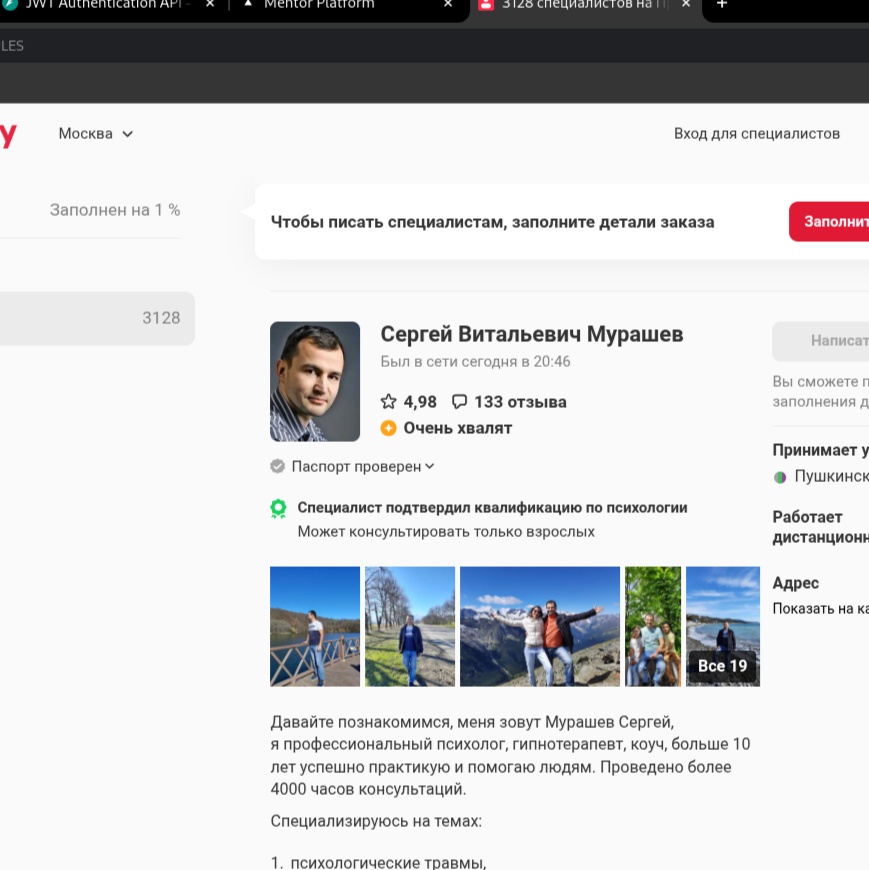 JWT Authentication API -
Mentor Platform
3128 специалистов на П
LES
у
Москва
Вход для специалистов
Заполнен на 1 %
Чтобы писать специалистам, заполните детали заказа
Заполнит
3128
Сергей Витальевич Мурашев
Был в сети сегодня в 20:46
Написат
4,98 133 отзыва
Очень хвалят
Вы сможете п
заполнения д
Паспорт проверен
Принимает у
Пушкинск
Специалист подтвердил квалификацию по психологии
Может консультировать только взрослых
Работает
дистанционн
Адрес
Показать на ка
Все 19
Давайте познакомимся, меня зовут Мурашев Сергей,
я профессиональный психолог, гипнотерапевт, коуч, больше 10
лет успешно практикую и помогаю людям. Проведено более
4000 часов консультаций.
Специализируюсь на темах:
1. психологические травмы,